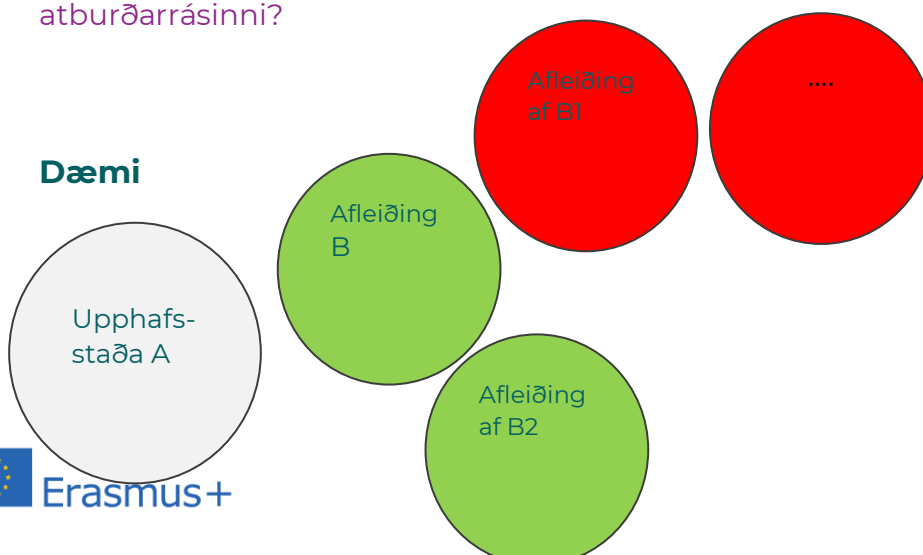 atburðarrásinni?
Afleiðing
af B1
....
Dæmi
Afleiðing
B
Upphafs-
staða A
Afleiðing
af B2
Erasmus+